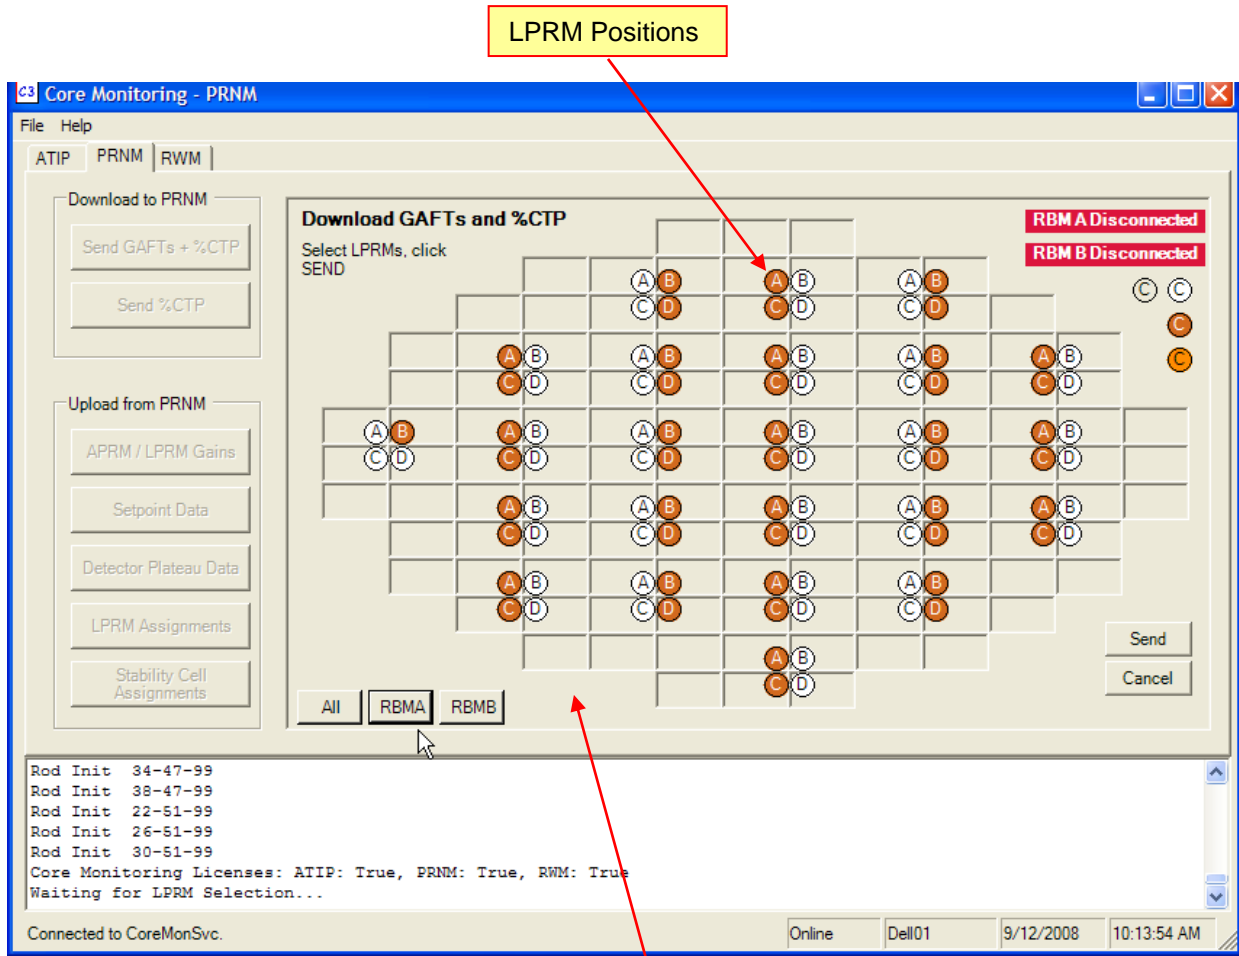 LPRM Positions
C3 Core Monitoring - PRNM
File Help
ATIP PRNM RWM
Download to PRNM
Send GAFTs + %CTP
Send %CTP
Upload from PRNM
APRM / LPRM Gains
Setpoint Data
Detector Plateau Data
LPRM Assignments
Stability Cell
Assignments
Download GAFTs and %CTP
Select LPRMs, click
SEND
RBM A Disconnected
RBM B Disconnected
C C
C
C
A B A B A B
C D C D C D
A B A B A B A B A B
C D C D C D C D C D
A B A B A B A B A B A B
C D C D C D C D C D C D
A B A B A B A B A B
C D C D C D C D C D
A B A B A B A B
C D C D C D C D
A B
C D
Send
Cancel
All RBMA RBMB
Rod Init 34-47-99
Rod Init 38-47-99
Rod Init 22-51-99
Rod Init 26-51-99
Rod Init 30-51-99
Core Monitoring Licenses: ATIP: True, PRNM: True, RWM: True
Waiting for LPRM Selection...
Connected to CoreMonSvc. Online Dell01 9/12/2008 10:13:54 AM